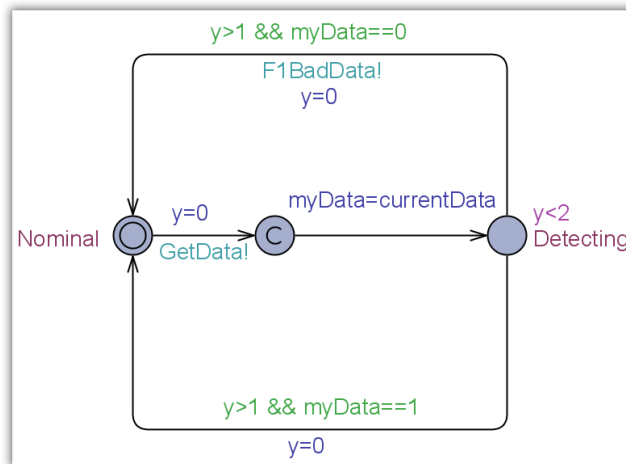 y>1 && myData==0
F1BadData!
y=0
y=0
myData=currentData
y<2
Nominal
C
Detecting
GetData!
y>1 && myData==1
y=0